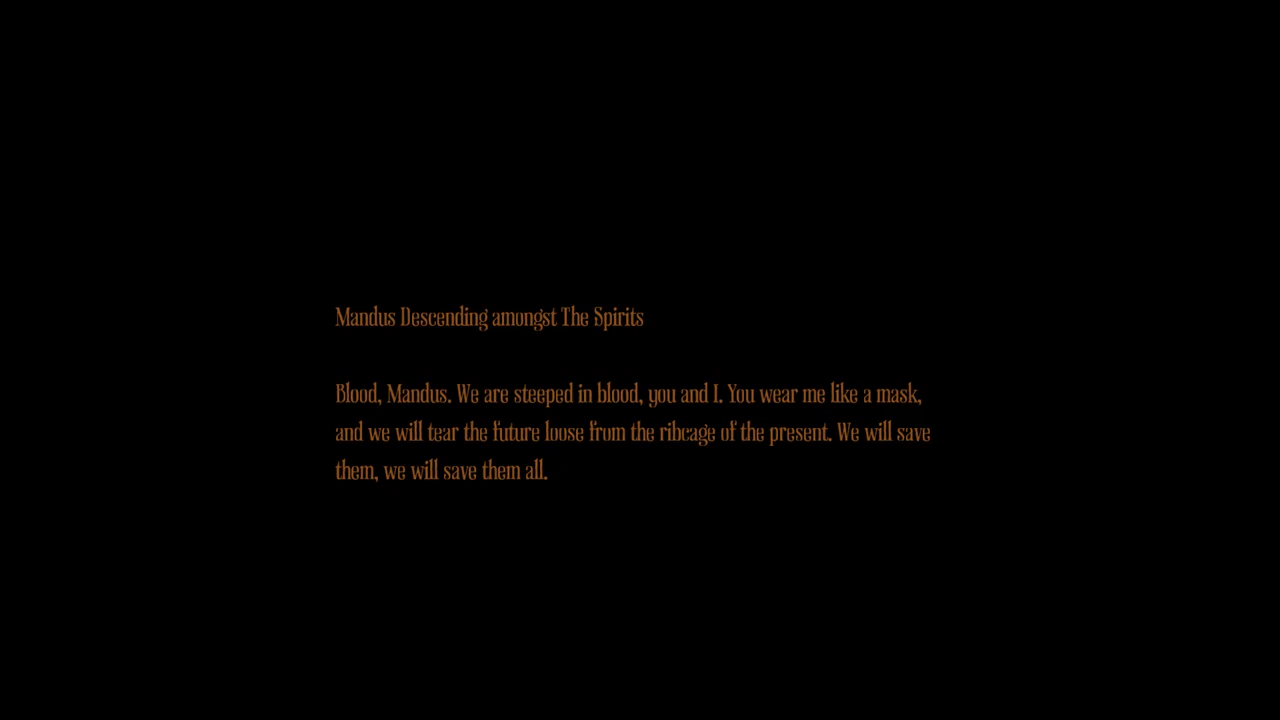 Mandus Descending amongst The Spirits
Blood, Mandus. We are steeped in blood, you and I. You wear me like a mask,
and we will tear the future loose from the ribcage of the present. We will save
them, we will save them all.